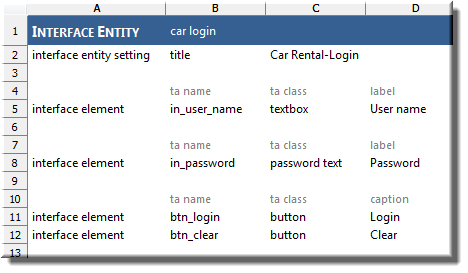 A B C D
1 INTERFACE ENTITY car login
2 interface entity setting title Car Rental-Login
3
4 ta name ta class label
5 interface element in_user_name textbox User name
6
7 ta name ta class label
8 interface element in_password password text Password
9
10 ta name ta class caption
11 interface element btn_login button Login
12 interface element btn_clear button Clear
13